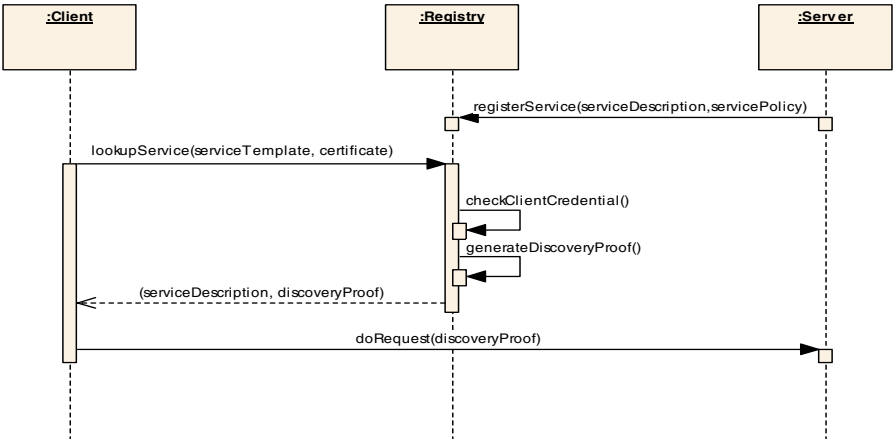 :Client
:Registry
:Server
registerService(serviceDescription,servicePolicy)
lookupService(serviceTemplate, certificate)
checkClientCredential()
generateDiscoveryProof()
(serviceDescription, discoveryProof)
doRequest(discoveryProof)